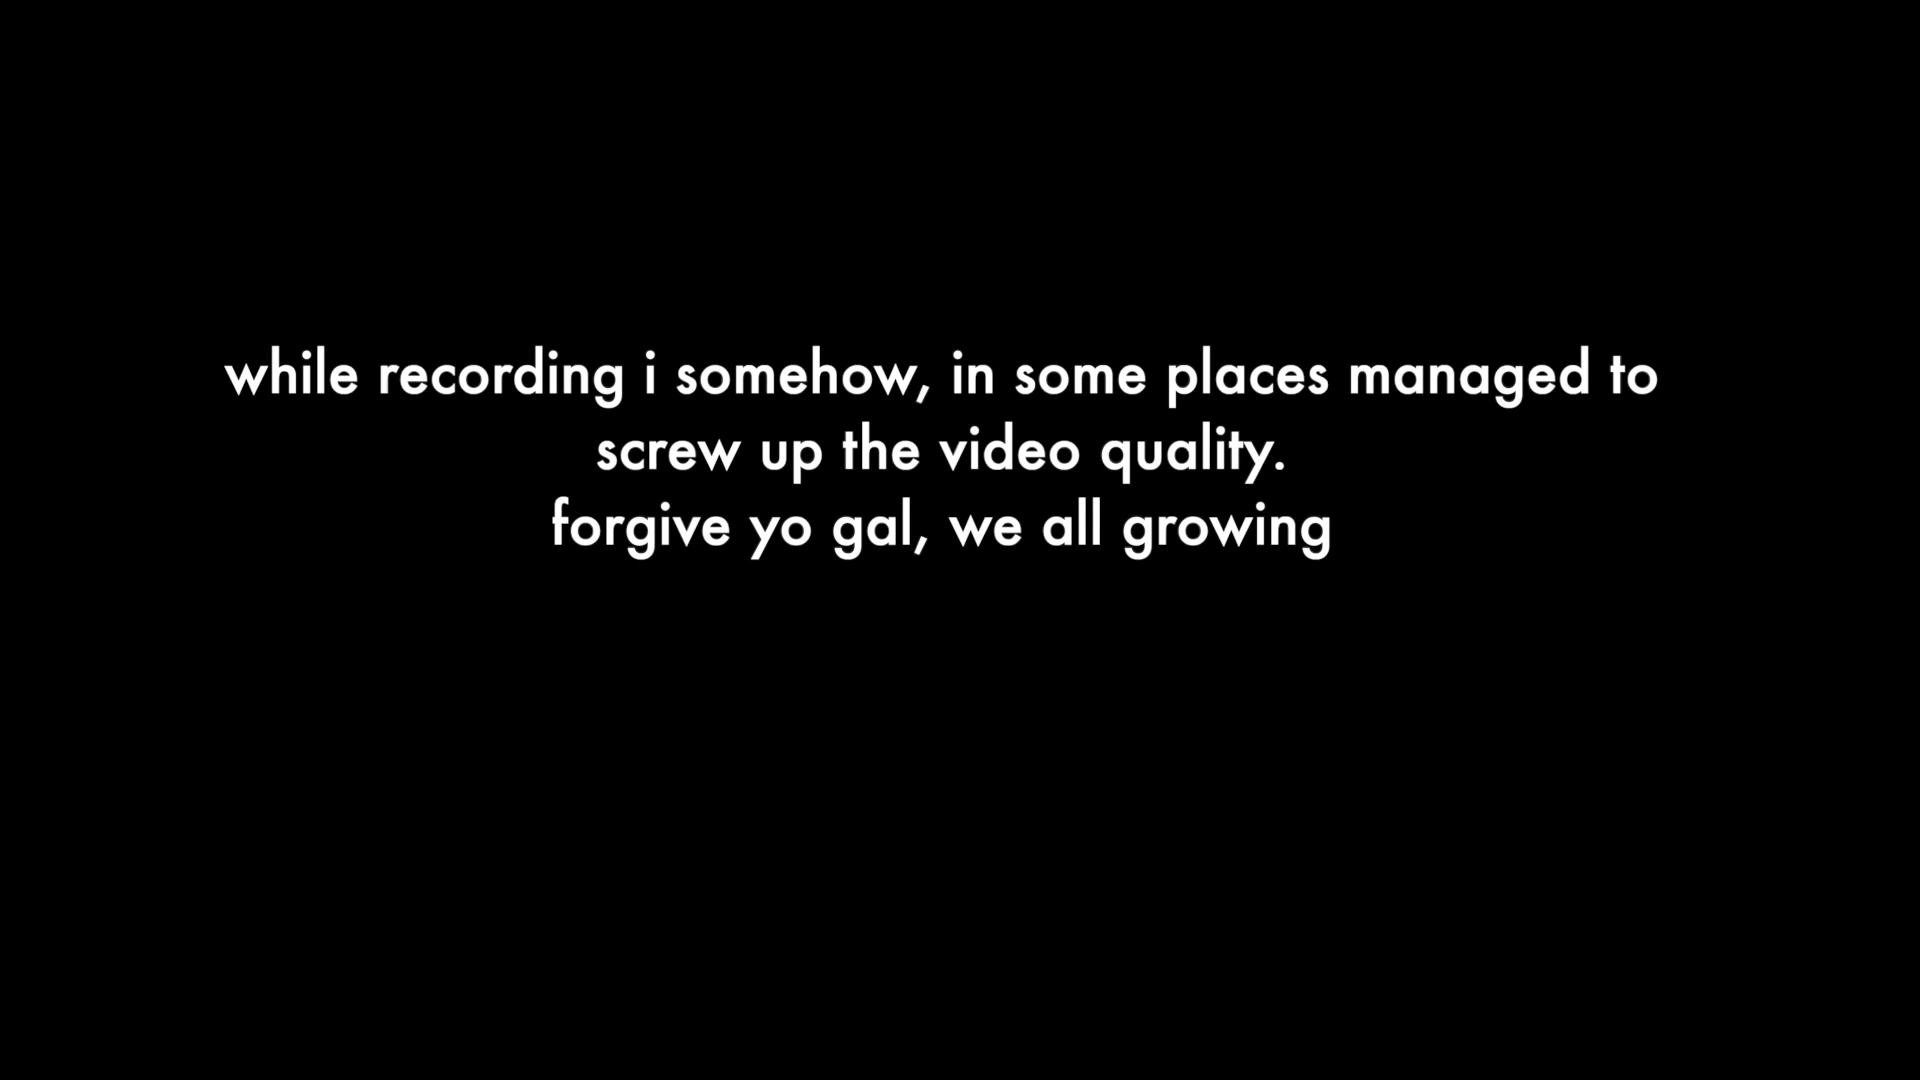 while recording i somehow, in some places managed to
screw up the video quality.
forgive yo gal, we all growing